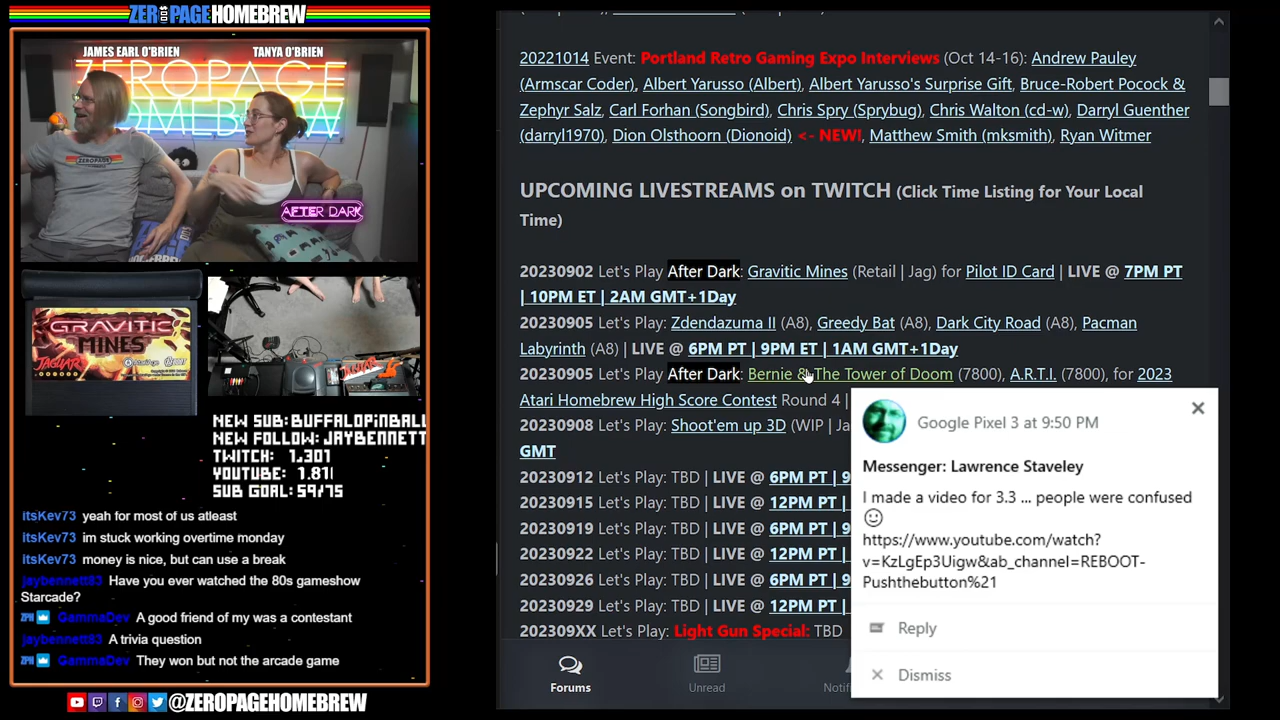 ZEROPAGEHOMEBREW
JAMES EARL O'BRIEN
TANYA O'BRIEN
ZEROPAGE
HOMEBREW
AFTER DARK
GRAVITIC
MINES
JAGUAR
NEW SUB:BUFFALOPINBALL
NEW FOLLOW:JAYBENNETT
TWITCH: 1,301
YOUTUBE: 1,81
SUB GOAL:59/75
itsKev73 yeah for most of us atleast
itsKev73 im stuck working overtime monday
itsKev73 money is nice, but can use a break
jaybennett83 Have you ever watched the 80s gameshow
Starcade?
ZPH GammaDev A good friend of my was a contestant
jaybennett83 A trivia question
ZPH GammaDev They won but not the arcade game
@ZEROPAGEHOMEBREW
20221014 Event: Portland Retro Gaming Expo Interviews (Oct 14-16): Andrew Pauley
(Armscar Coder), Albert Yarusso (Albert), Albert Yarusso's Surprise Gift, Bruce-Robert Pocock &
Zephyr Salz, Carl Forhan (Songbird), Chris Spry (Sprybug), Chris Walton (cd-w), Darryl Guenther
(darryl1970), Dion Olsthoorn (Dionoid) <- NEW!, Matthew Smith (mksmith), Ryan Witmer
UPCOMING LIVESTREAMS on TWITCH (Click Time Listing for Your Local
Time)
20230902 Let's Play After Dark: Gravitic Mines (Retail | Jag) for Pilot ID Card | LIVE @ 7PM PT
| 10PM ET | 2AM GMT+1Day
20230905 Let's Play: Zdendazuma II (A8), Greedy Bat (A8), Dark City Road (A8), Pacman
Labyrinth (A8) | LIVE @ 6PM PT | 9PM ET | 1AM GMT+1Day
20230905 Let's Play After Dark: Bernie & The Tower of Doom (7800), A.R.T.I. (7800), for 2023
Atari Homebrew High Score Contest Round 4 |
20230908 Let's Play: Shoot'em up 3D (WIP | Ja
GMT
20230912 Let's Play: TBD | LIVE @ 6PM PT | 9
20230915 Let's Play: TBD | LIVE @ 12PM PT |
20230919 Let's Play: TBD | LIVE @ 6PM PT | 9
20230922 Let's Play: TBD | LIVE @ 12PM PT |
20230926 Let's Play: TBD | LIVE @ 6PM PT | 9
20230929 Let's Play: TBD | LIVE @ 12PM PT |
202309XX Let's Play: Light Gun Special: TBD
Google Pixel 3 at 9:50 PM
Messenger: Lawrence Staveley
I made a video for 3.3 ... people were confused
https://www.youtube.com/watch?
v=KzLgEp3Uigw&ab_channel=REBOOT-
Pushthebutton%21
Reply
Dismiss
Forums
Unread
Notif